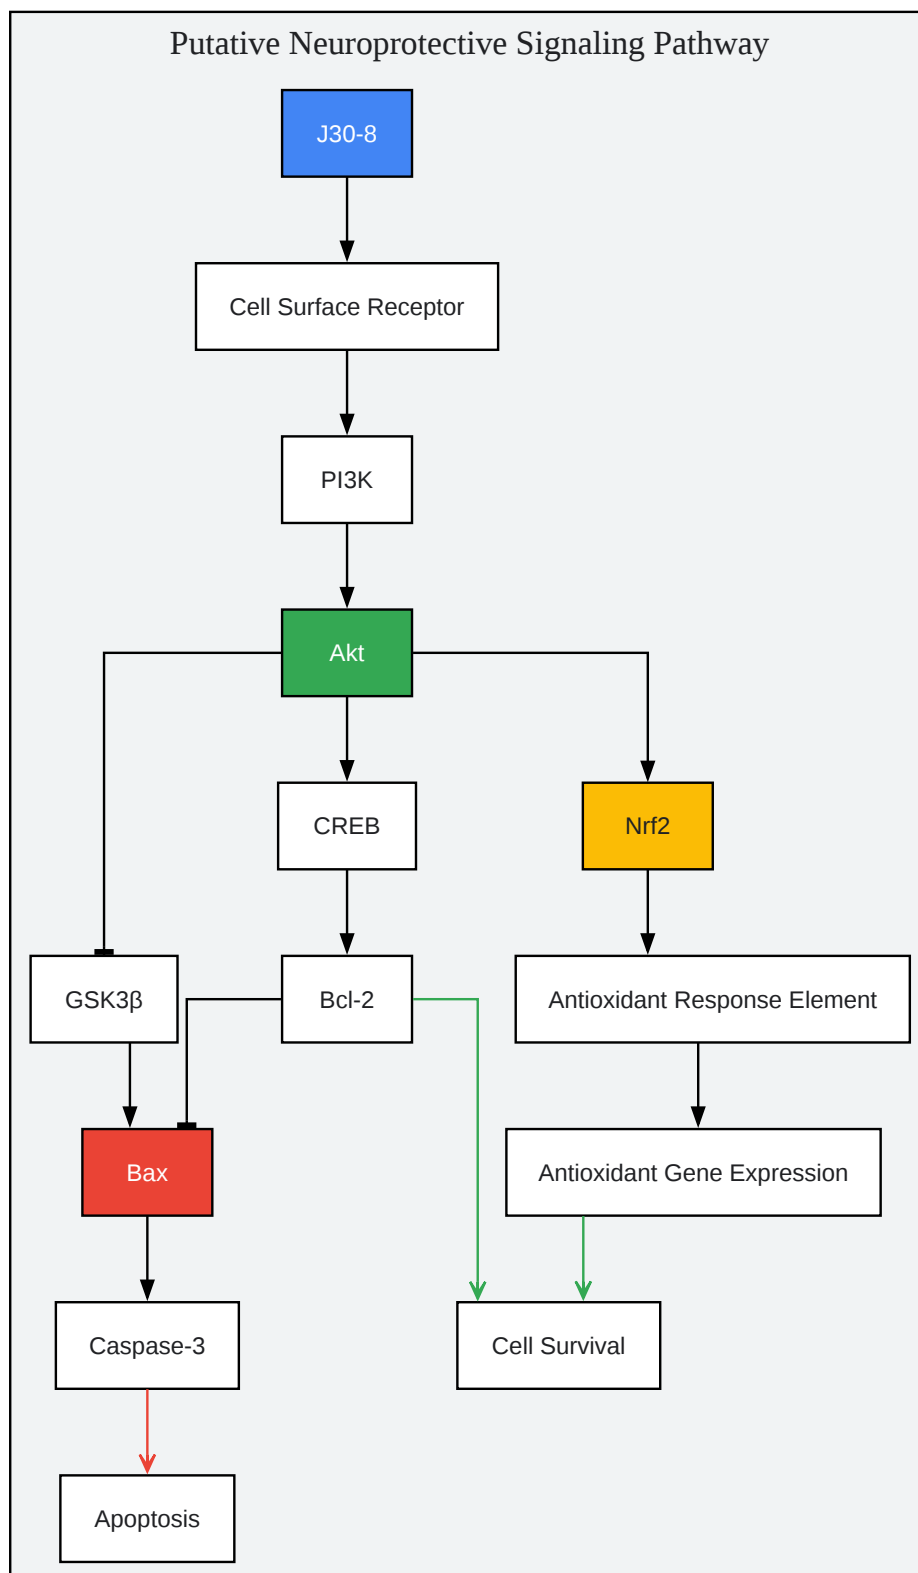 Putative Neuroprotective Signaling Pathway
J30-8
Cell Surface Receptor
PI3K
Akt
CREB
Nrf2
GSK3β
Bcl-2
Antioxidant Response Element
Bax
Antioxidant Gene Expression
Caspase-3
Cell Survival
Apoptosis